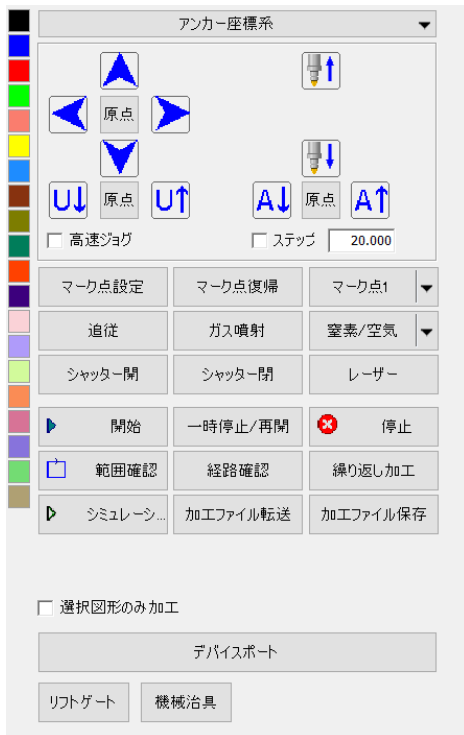 アンカー座標系
原点
U↓ 原点 U↑ A↓ 原点 A↑
高速ジョグ ステップ 20.000
マーク点設定 マーク点復帰 マーク点1
追従 ガス噴射 窒素/空気
シャッター開 シャッター閉 レーザー
開始 一時停止/再開 停止
範囲確認 経路確認 繰り返し加工
シミュレーシ... 加工ファイル転送 加工ファイル保存
選択図形のみ加工
デバイスポート
リフトゲート 機械治具